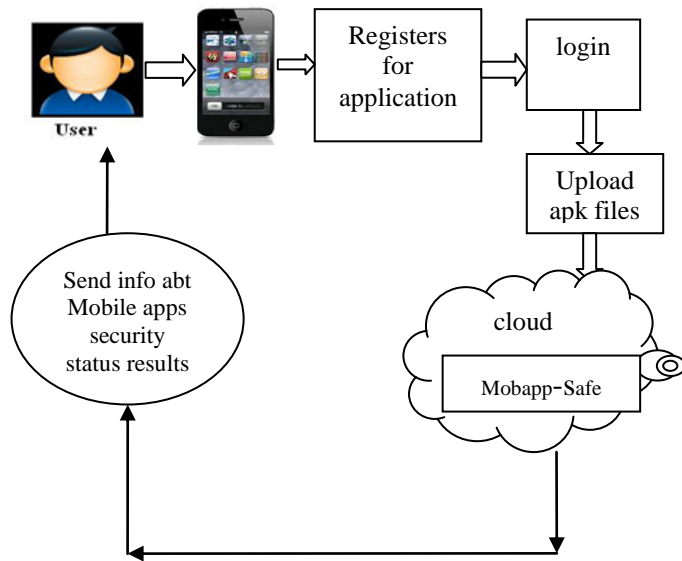 User
Registers
for
application
login
Upload
apk files
cloud
Mobapp-Safe
Send info abt
Mobile apps
security
status results